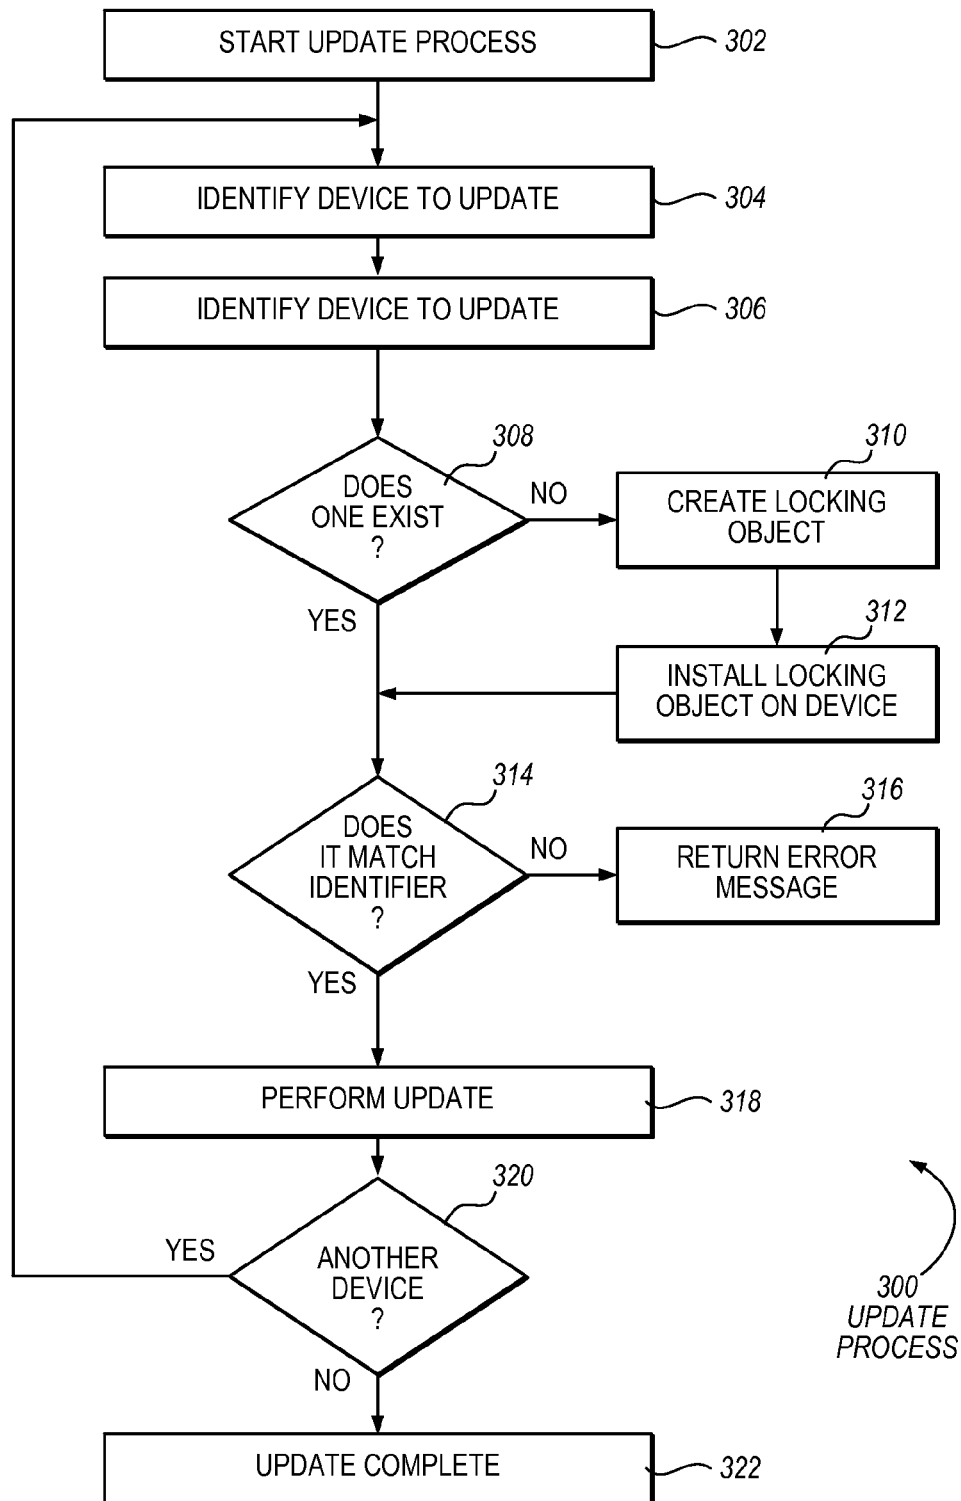 START UPDATE PROCESS
302
IDENTIFY DEVICE TO UPDATE
304
IDENTIFY DEVICE TO UPDATE
306
308
DOES
ONE EXIST
?
NO
YES
310
CREATE LOCKING
OBJECT
312
INSTALL LOCKING
OBJECT ON DEVICE
314
DOES
IT MATCH
IDENTIFIER
?
NO
YES
316
RETURN ERROR
MESSAGE
PERFORM UPDATE
318
320
YES
ANOTHER
DEVICE
?
NO
300
UPDATE
PROCESS
UPDATE COMPLETE
322